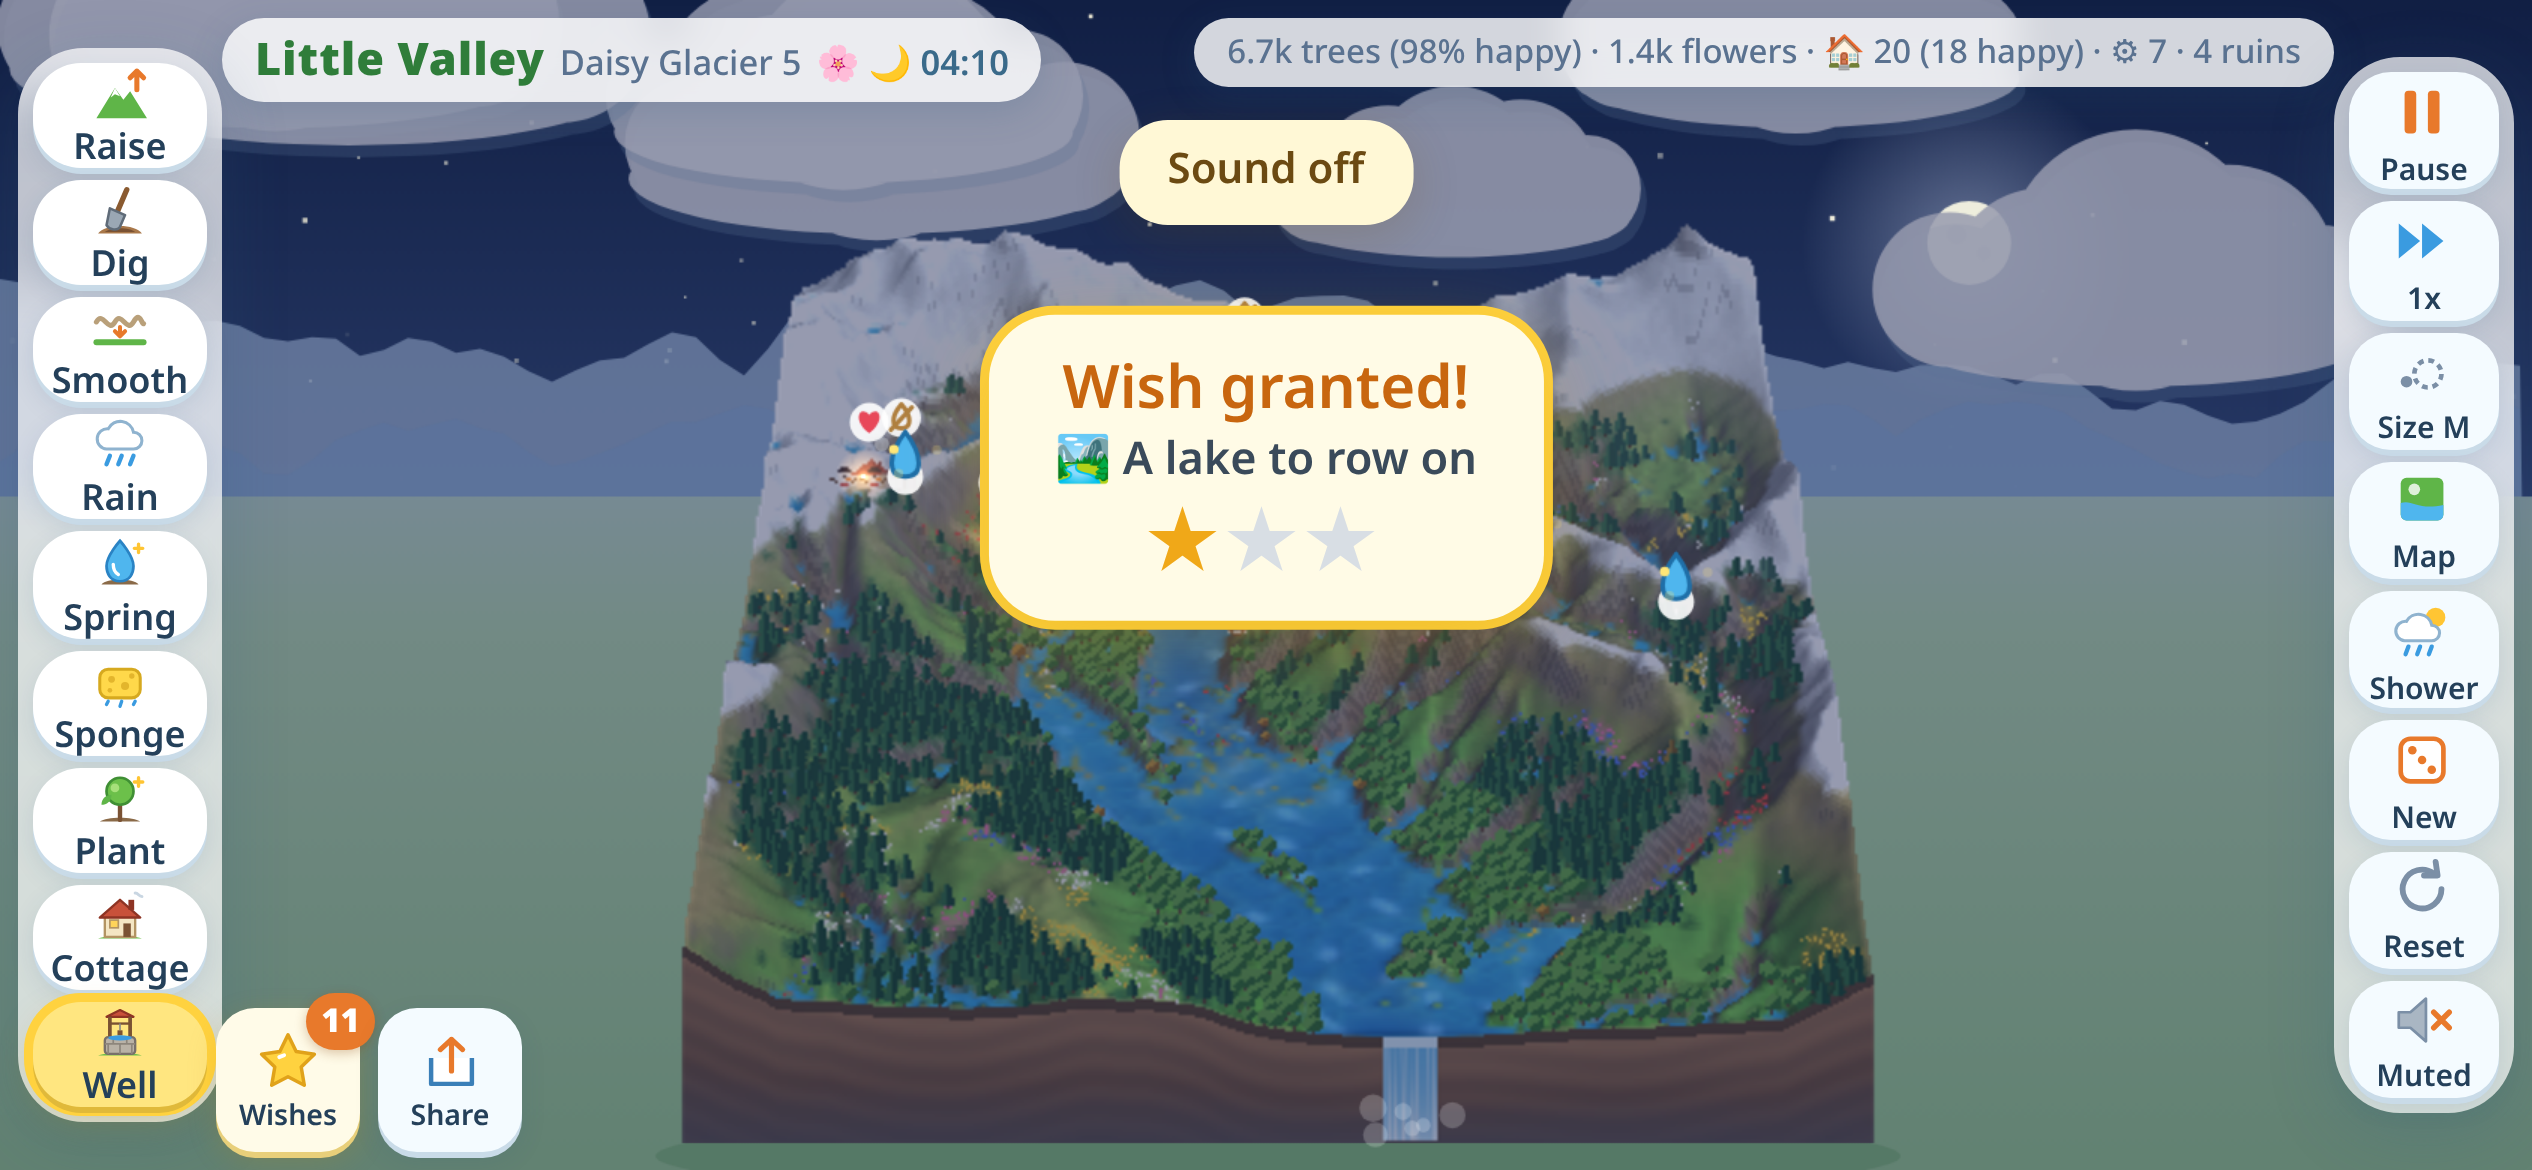 Little Valley Daisy Glacier 5 🌸 🌙 04:10
6.7k trees (98% happy) · 1.4k flowers · 🏠 20 (18 happy) · ⚙ 7 · 4 ruins
Sound off
Wish granted!
🏞️ A lake to row on
Raise
Dig
Smooth
Rain
Spring
Sponge
Plant
Cottage
Well
11
Wishes
Share
Pause
1x
Size M
Map
Shower
New
Reset
Muted